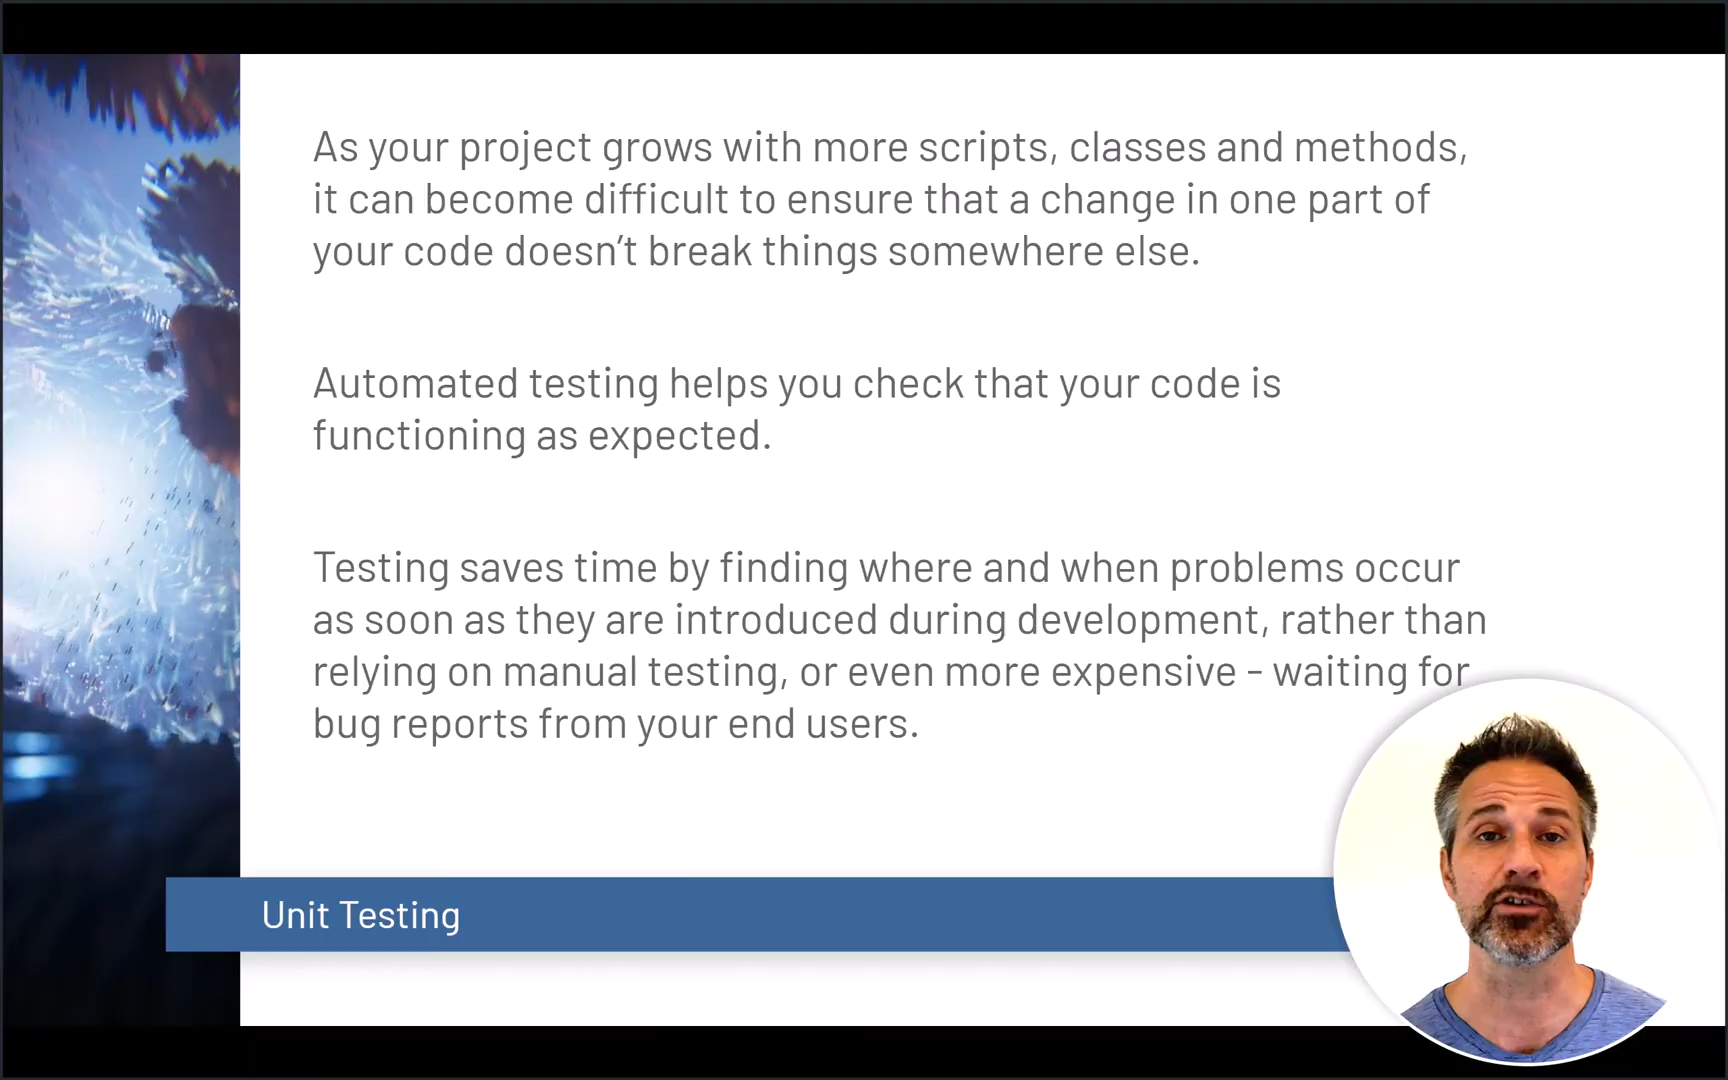 As your project grows with more scripts, classes and methods,
it can become difficult to ensure that a change in one part of
your code doesn’t break things somewhere else.
Automated testing helps you check that your code is
functioning as expected.
Testing saves time by finding where and when problems occur
as soon as they are introduced during development, rather than
relying on manual testing, or even more expensive - waiting for
bug reports from your end users.
Unit Testing